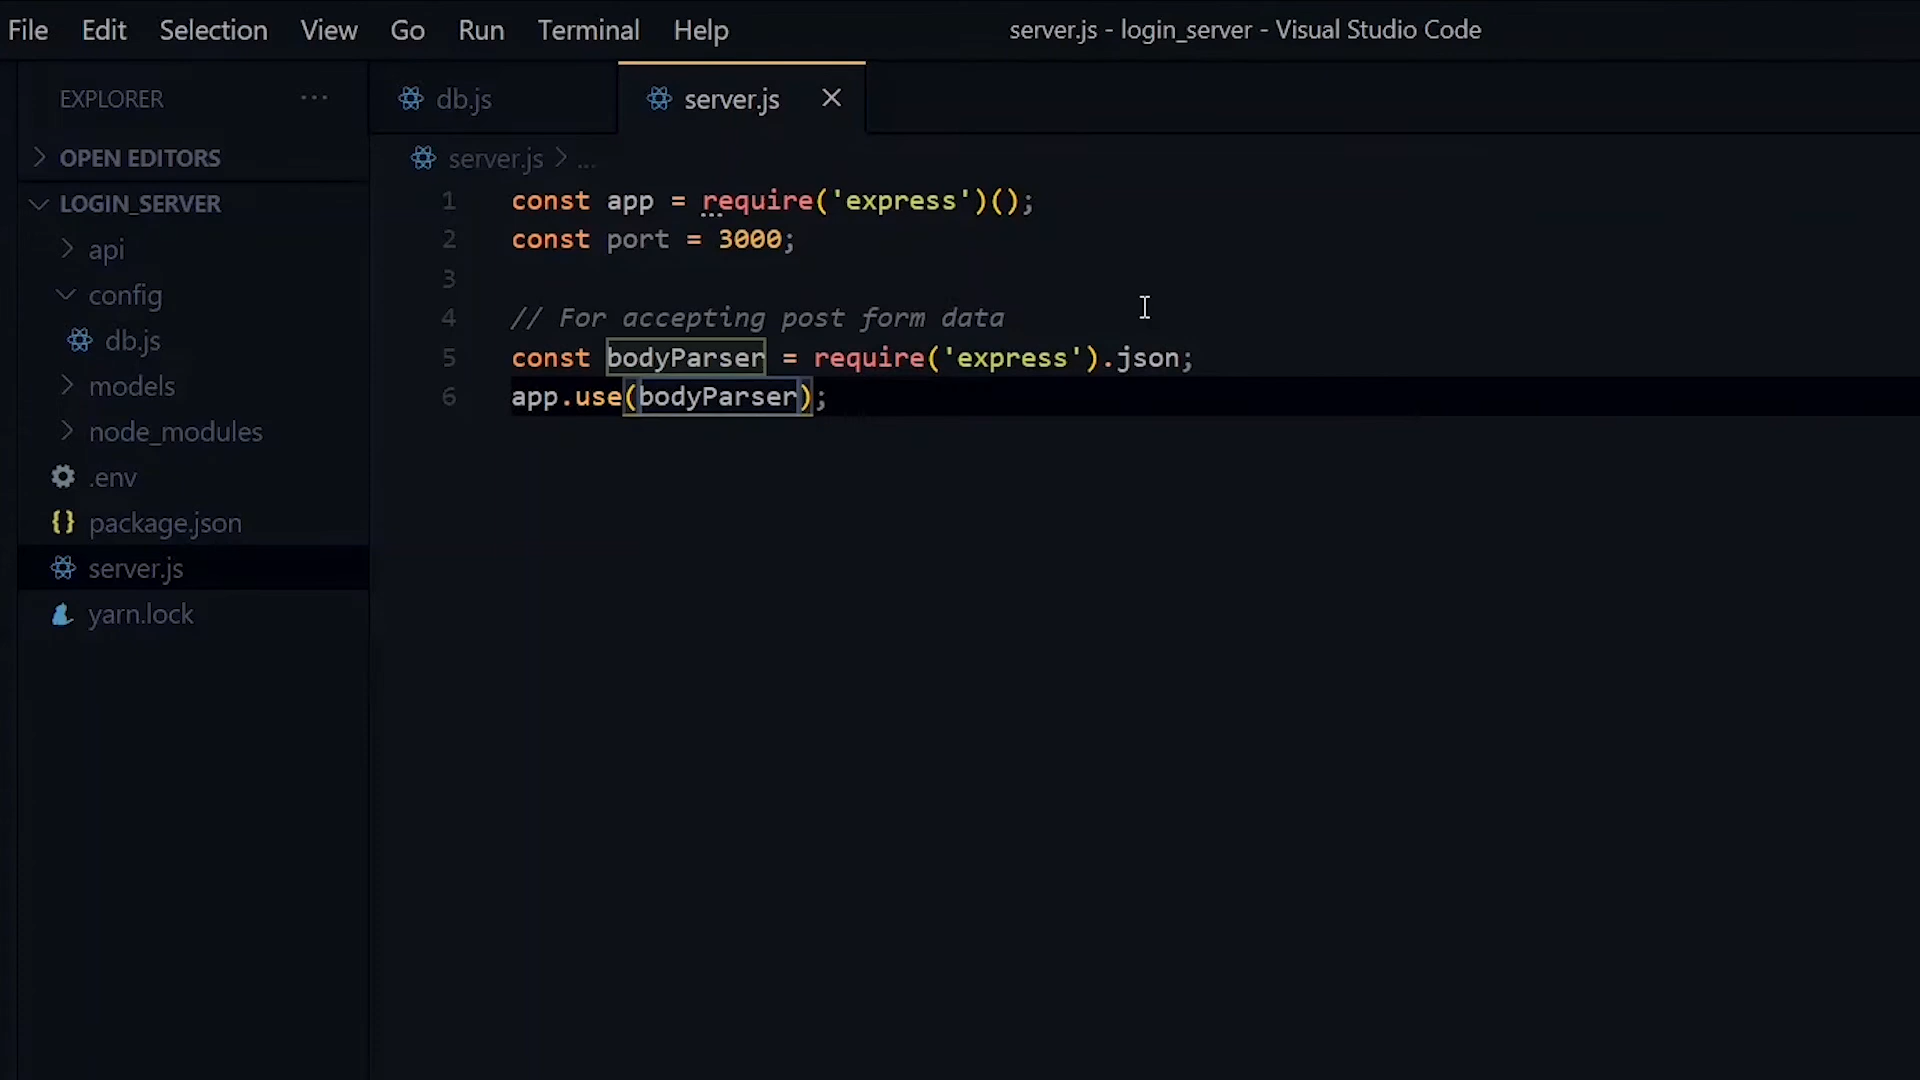 File Edit Selection View Go Run Terminal Help server.js - login_server - Visual Studio Code
EXPLORER ···
OPEN EDITORS
LOGIN_SERVER
api
config
db.js
models
node_modules
.env
package.json
server.js
yarn.lock
db.js server.js
server.js > ...
1 const app = require('express')();
2 const port = 3000;
3
4 // For accepting post form data
5 const bodyParser = require('express').json;
6 app.use(bodyParser);